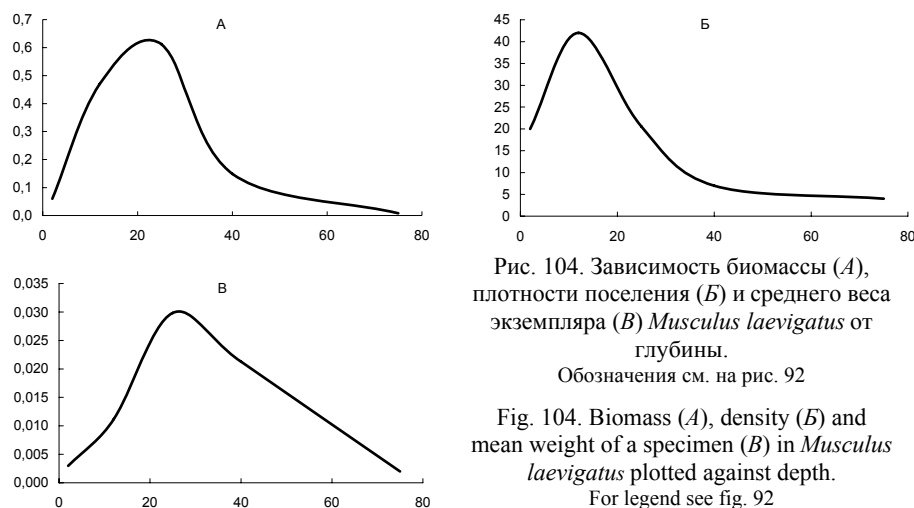 А
0,7
0,6
0,5
0,4
0,3
0,2
0,1
0,0
0 20 40 60 80
Б
45
40
35
30
25
20
15
10
5
0
0 20 40 60 80
В
0,035
0,030
0,025
0,020
0,015
0,010
0,005
0,000
0 20 40 60 80
Рис. 104. Зависимость биомассы (А),
плотности поселения (Б) и среднего веса
экземпляра (В) Musculus laevigatus от
глубины.
Обозначения см. на рис. 92
Fig. 104. Biomass (А), density (Б) and
mean weight of a specimen (В) in Musculus
laevigatus plotted against depth.
For legend see fig. 92